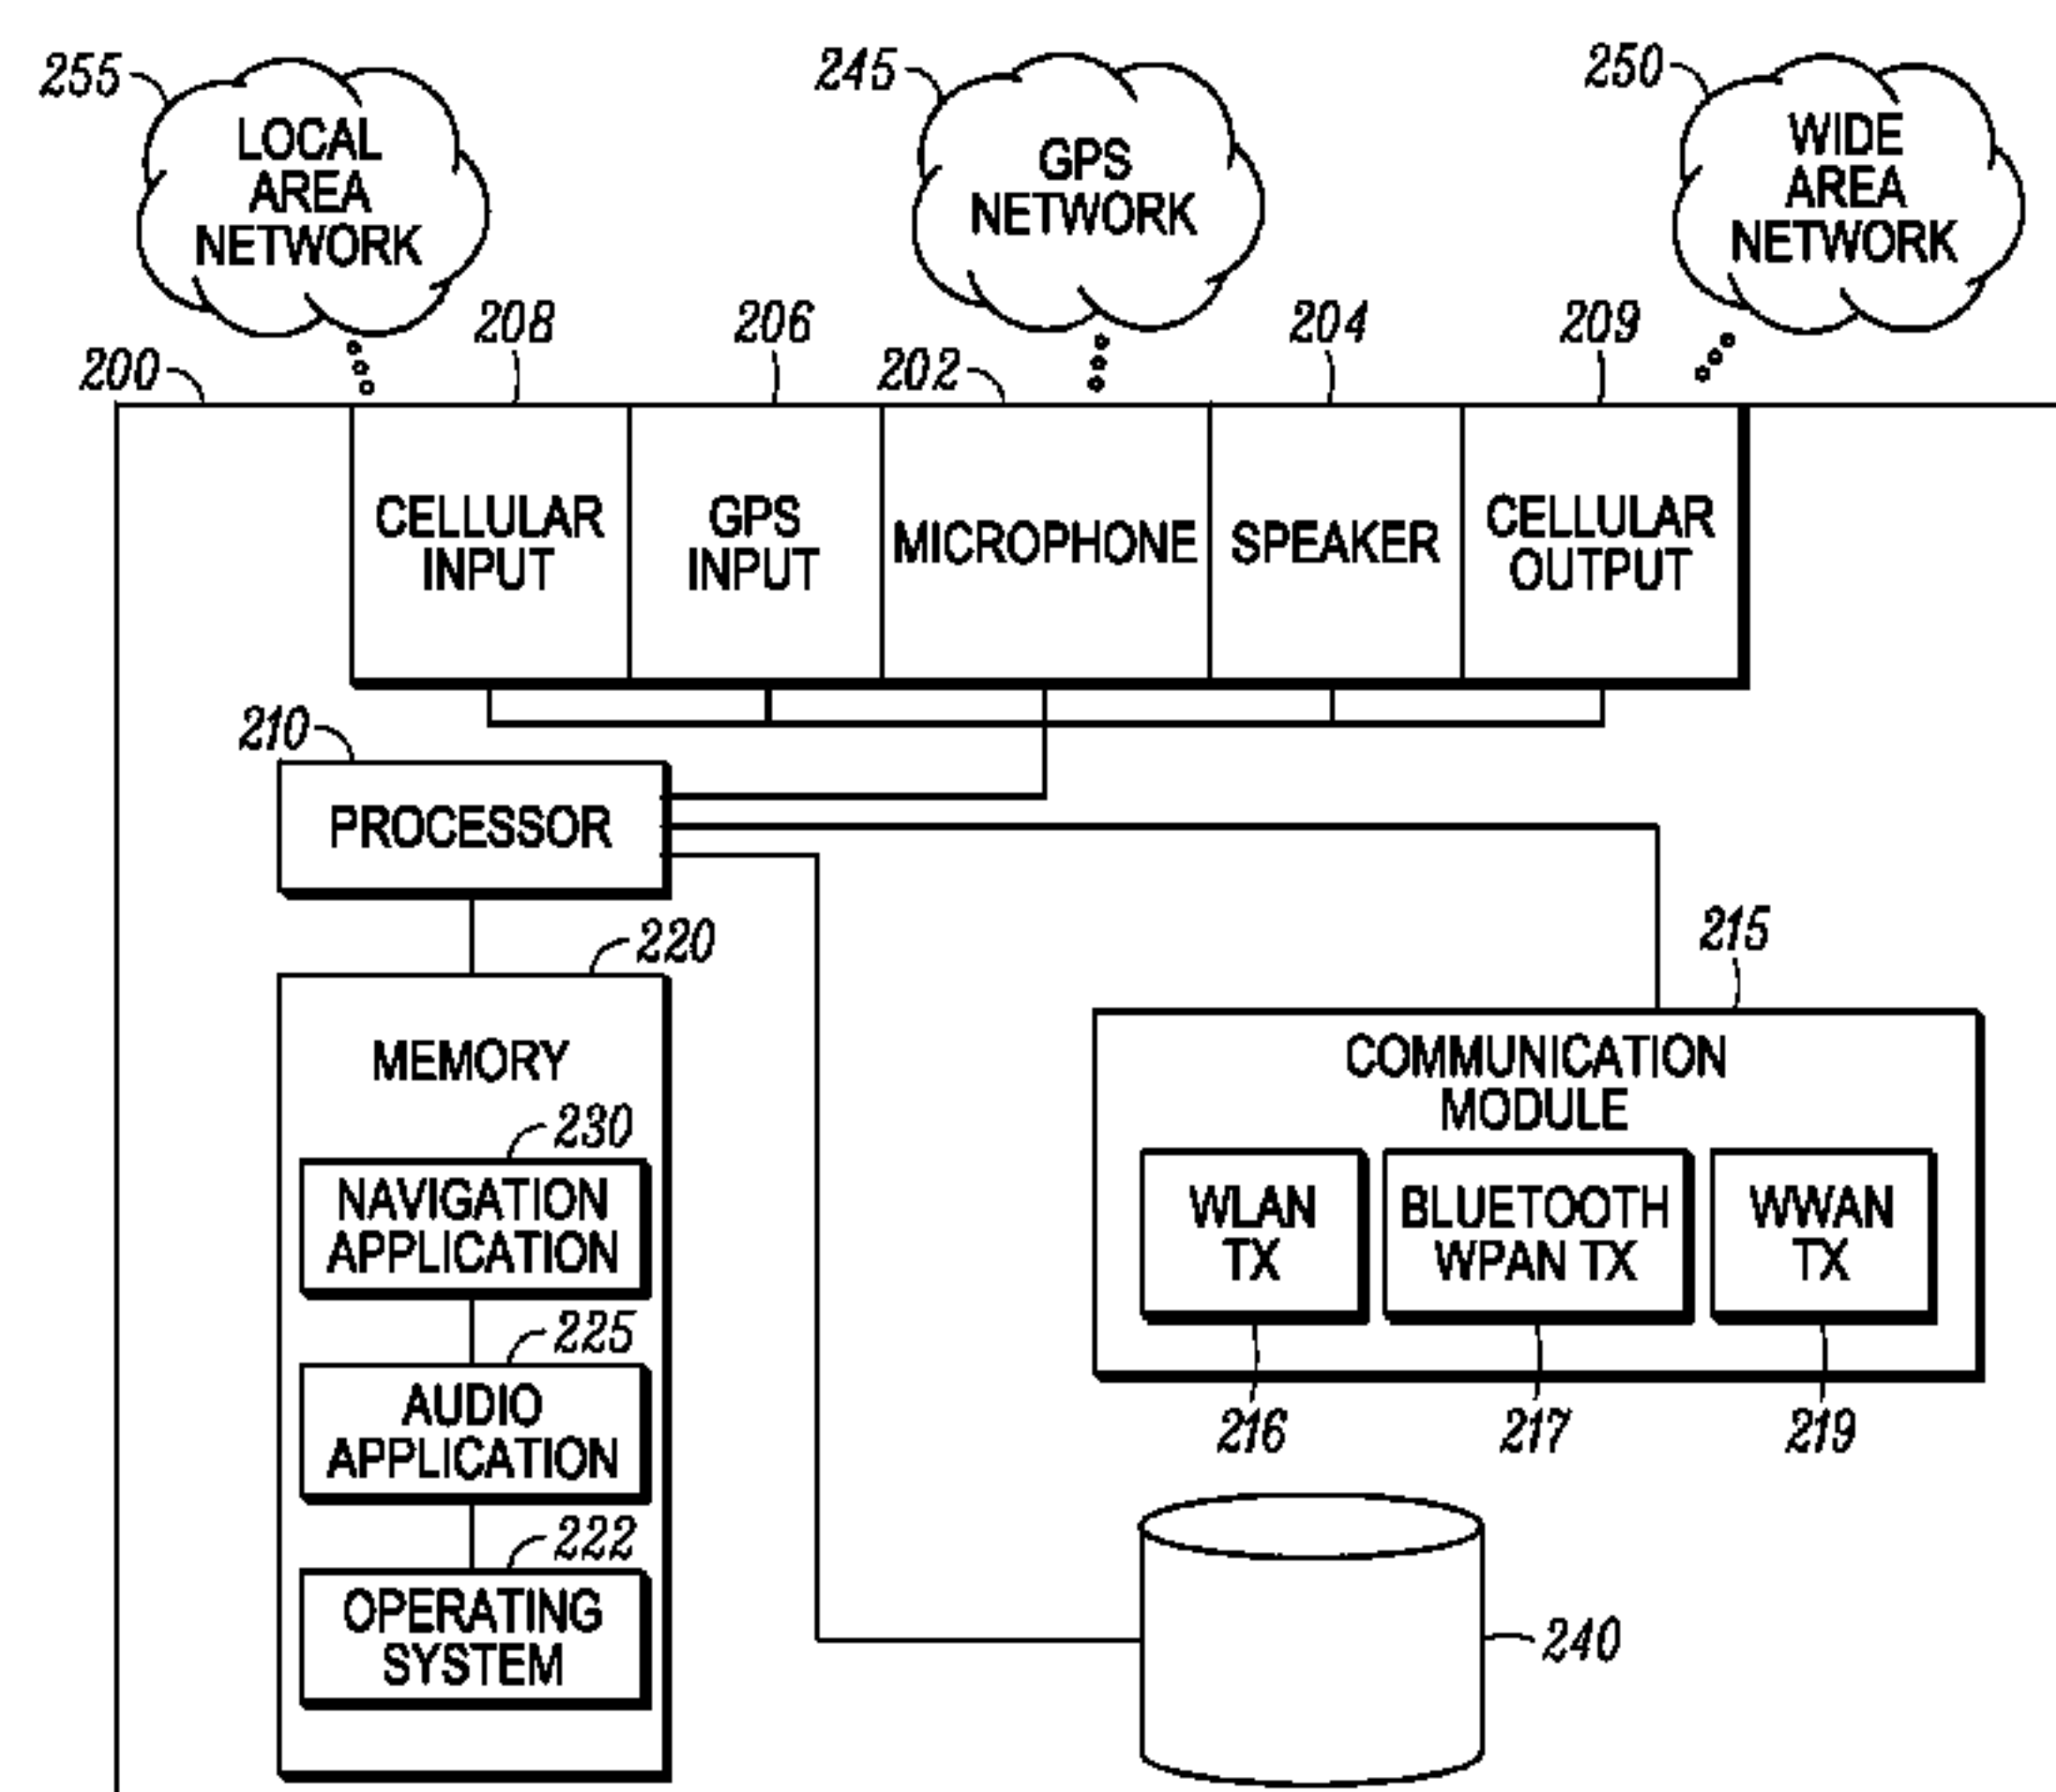 255
LOCAL
AREA
NETWORK
245
GPS
NETWORK
250
WIDE
AREA
NETWORK
200
208
206
202
204
209
CELLULAR
INPUT
GPS
INPUT
MICROPHONE
SPEAKER
CELLULAR
OUTPUT
210
PROCESSOR
220
MEMORY
230
NAVIGATION
APPLICATION
225
AUDIO
APPLICATION
222
OPERATING
SYSTEM
215
COMMUNICATION
MODULE
WLAN
TX
BLUETOOTH
WPAN TX
WWAN
TX
216
217
219
240